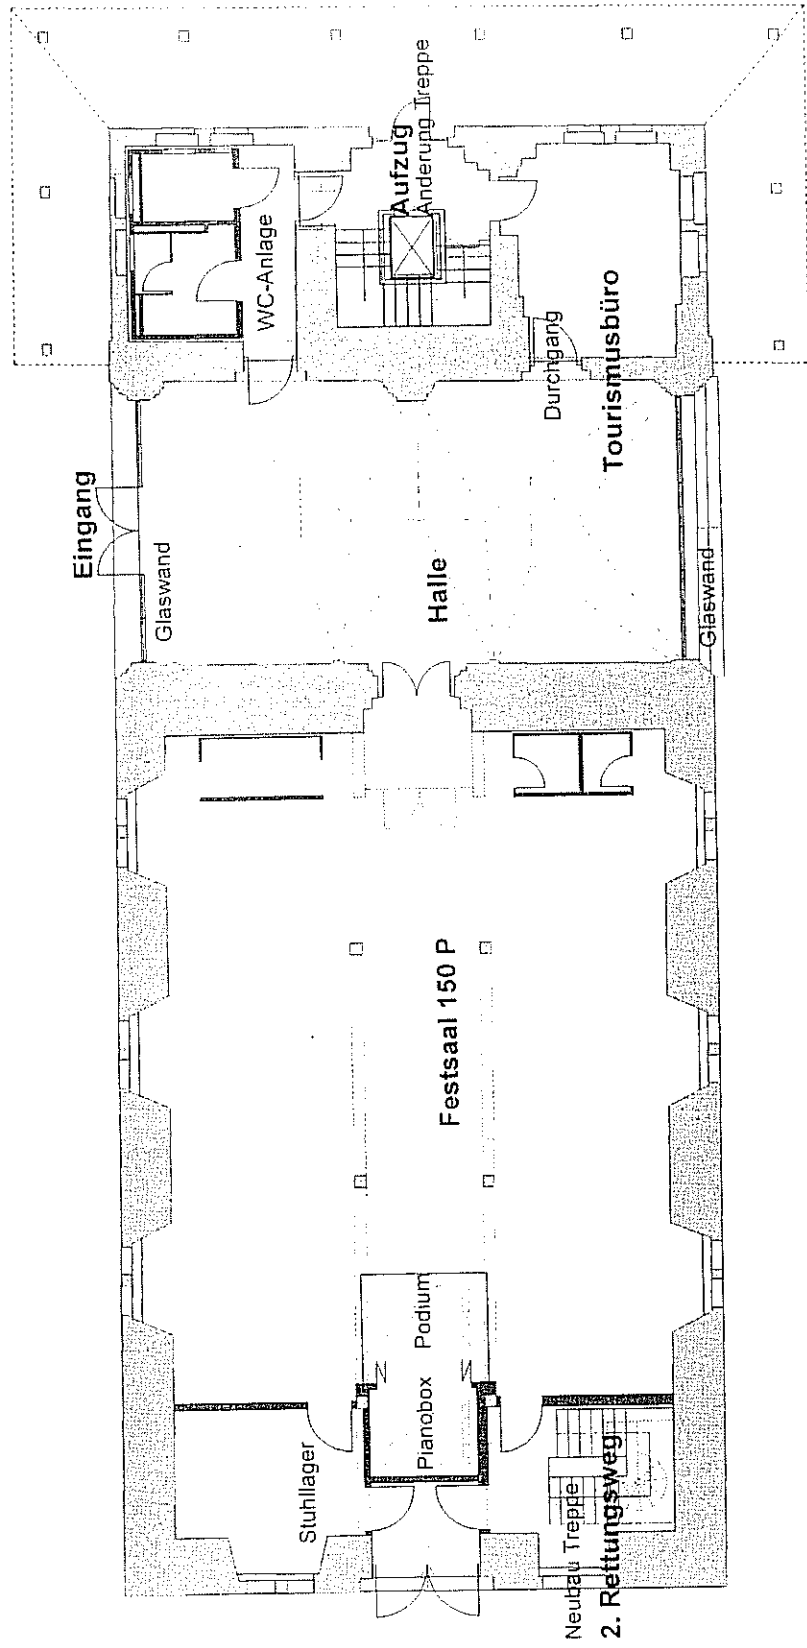 Eingang
Glaswand
WC-Anlage
Aufzug
Änderung Treppe
Durchgang
Tourismusbüro
Halle
Glaswand
Festsaal 150 P
Podium
Pianobox
Stuhllager
Neubau Treppe
2. Rettungsweg